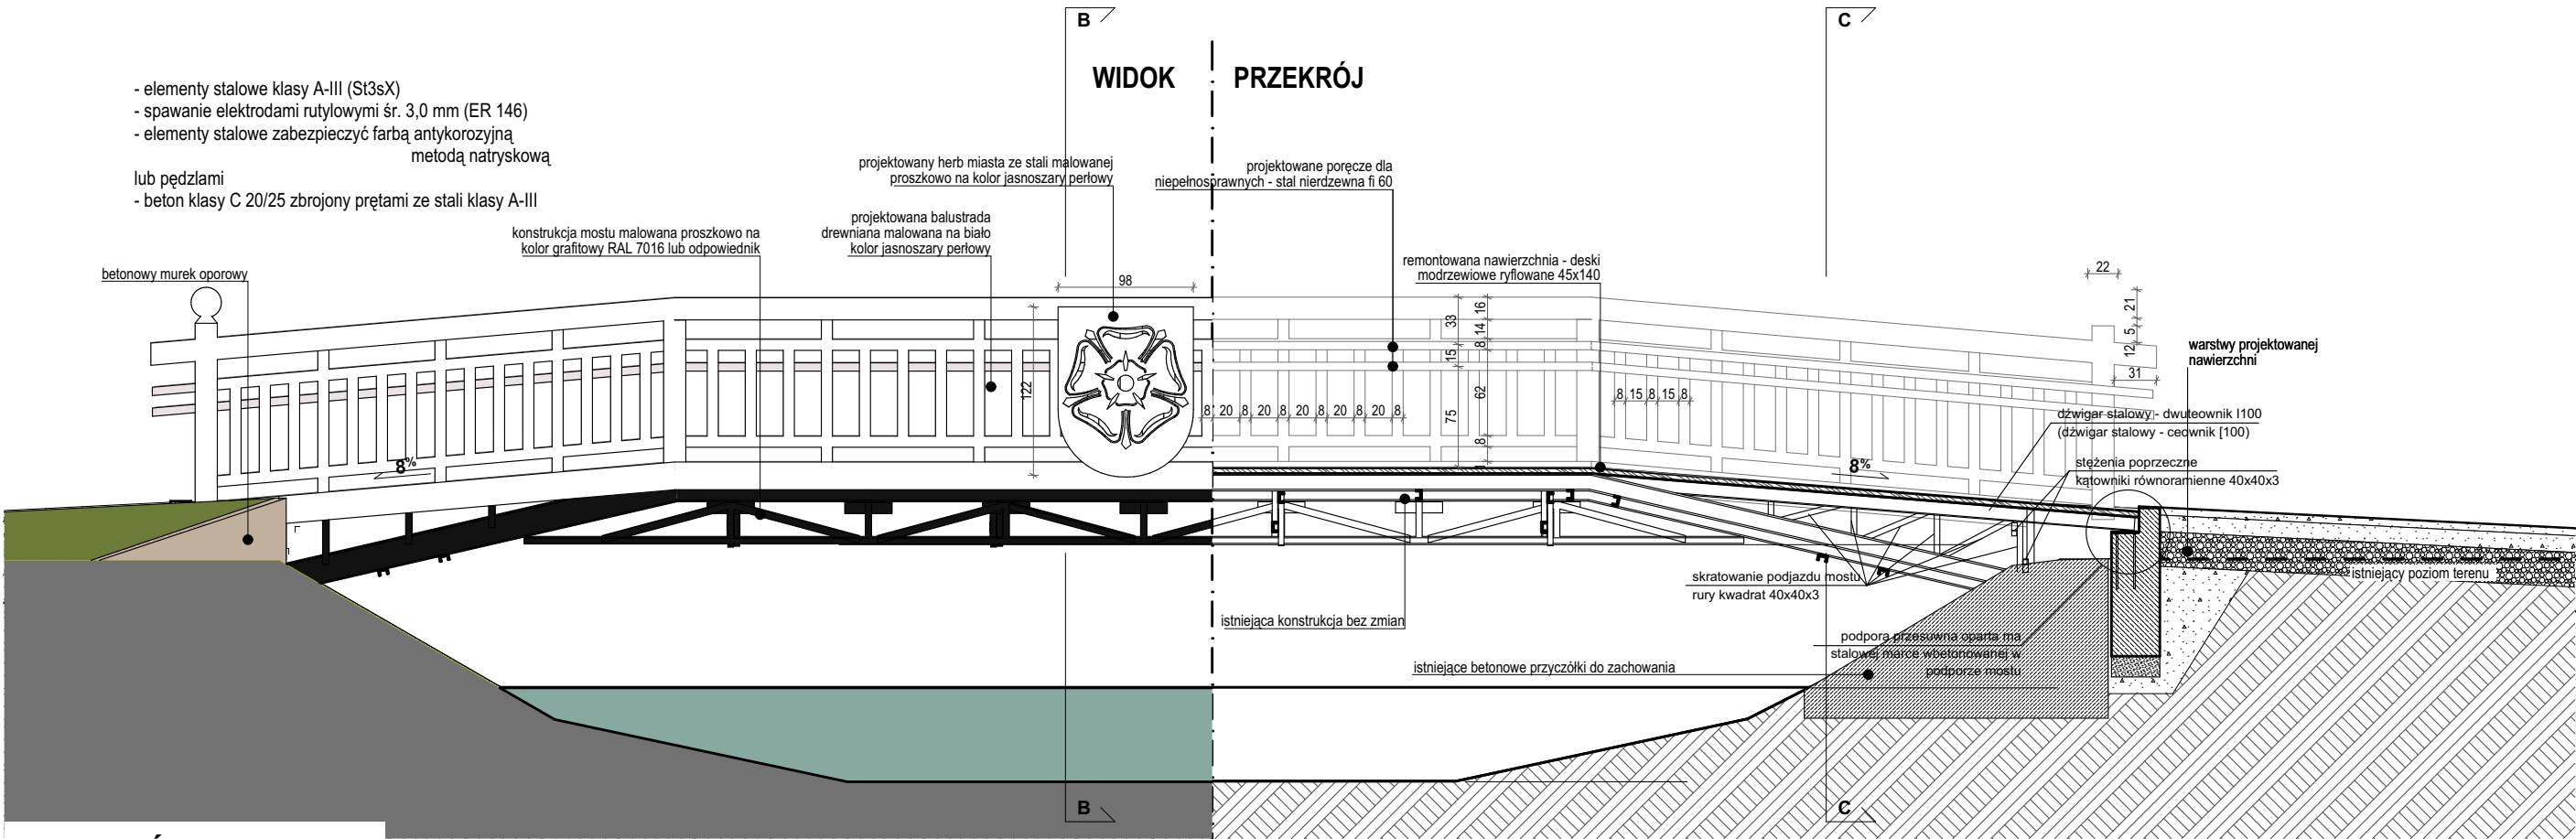 B
C
WIDOK
PRZEKRÓJ
- elementy stalowe klasy A-III (St3sX)
- spawanie elektrodami rutylowymi śr. 3,0 mm (ER 146)
- elementy stalowe zabezpieczyć farbą antykorozyjną
metodą natryskową
lub pędzlami
- beton klasy C 20/25 zbrojony prętami ze stali klasy A-III
projektowany herb miasta ze stali malowanej
proszkowo na kolor jasnoszary perłowy
projektowane poręcze dla
niepełnosprawnych - stal nierdzewna fi 60
projektowana balustrada
drewniana malowana na biało
kolor jasnoszary perłowy
konstrukcja mostu malowana proszkowo na
kolor grafitowy RAL 7016 lub odpowiednik
betonowy murek oporowy
remontowana nawierzchnia - deski
modrzewiowe ryflowane 45x140
98
122
22
21
5
12
31
33
15
75
16
14
8
62
8
8 20 8 20 8 20 8 20 8 20 8
8 15 8 15 8
warstwy projektowanej
nawierzchni
dźwigar stalowy - dwuteownik I100
(dźwigar stalowy - ceownik [100)
stężenia poprzeczne
kątowniki równoramienne 40x40x3
8%
8%
skratowanie podjazdu mostu
rury kwadrat 40x40x3
istniejący poziom terenu
istniejąca konstrukcja bez zmian
podpora przesuwna oparta ma
stalowej marce wbetonowanej w
podporze mostu
istniejące betonowe przyczółki do zachowania
B
C